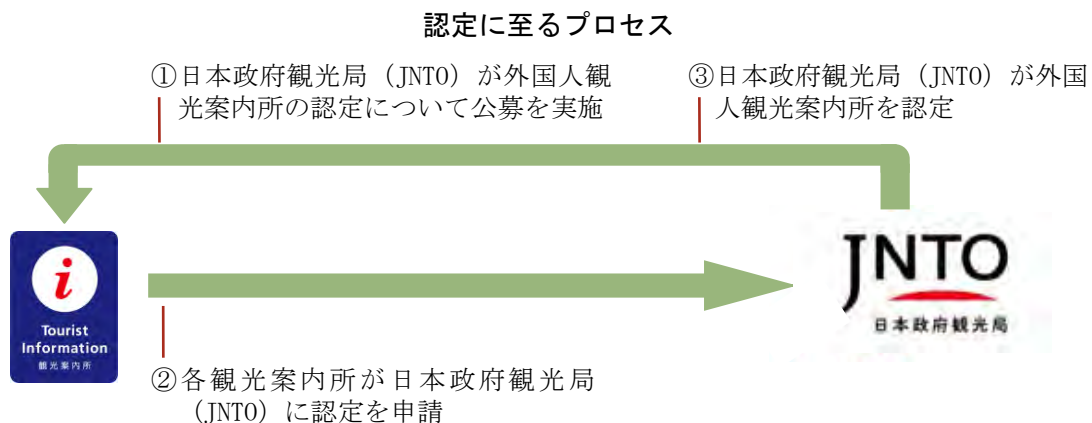 認定に至るプロセス
①日本政府観光局（JNTO）が外国人観
光案内所の認定について公募を実施
③日本政府観光局（JNTO）が外国
人観光案内所を認定
i
Tourist
Information
観光案内所
JNTO
日本政府観光局
②各観光案内所が日本政府観光局
（JNTO）に認定を申請